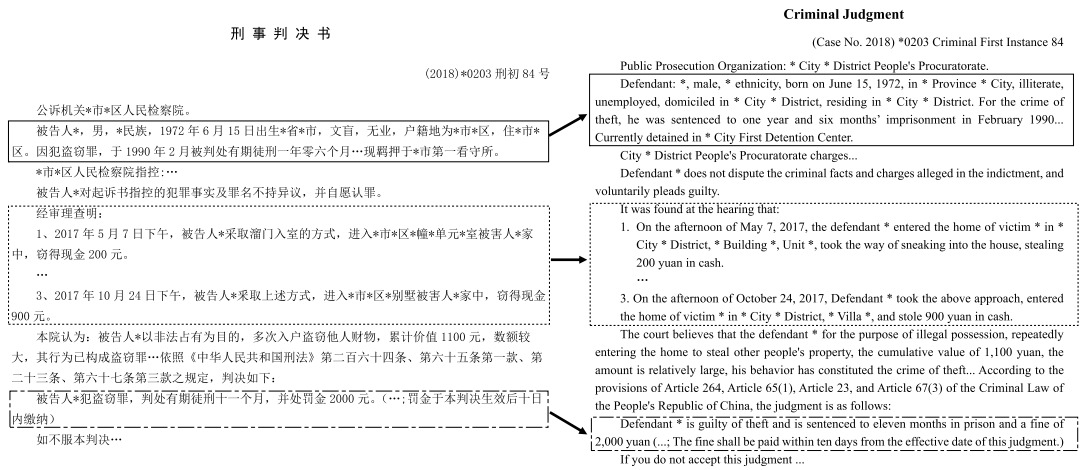 刑事判决书
(2018)*0203 刑初 84 号
公诉机关*市*区人民检察院。
被告人*，男，*民族，1972 年 6 月 15 日出生*省*市，文盲，无业，户籍地为*市*区，住*市*
区。因犯盗窃罪，于 1990 年 2 月被判处有期徒刑一年零六个月…现羁押于*市第一看守所。
*市*区人民检察院指控:…
被告人*对起诉书指控的犯罪事实及罪名不持异议，并自愿认罪。
经审理查明：
1、2017 年 5 月 7 日下午，被告人*采取溜门入室的方式，进入*市*区*幢*单元*室被害人*家
中，窃得现金 200 元。
…
3、2017 年 10 月 24 日下午，被告人*采取上述方式，进入*市*区*别墅被害人*家中，窃得现金
900 元。
本院认为：被告人*以非法占有为目的，多次入户盗窃他人财物，累计价值 1100 元，数额较
大，其行为已构成盗窃罪…依照《中华人民共和国刑法》第二百六十四条、第六十五条第一款、第
二十三条、第六十七条第三款之规定，判决如下：
被告人*犯盗窃罪，判处有期徒刑十一个月，并处罚金 2000 元。(…;罚金于本判决生效后十日
内缴纳)
如不服本判决…
Criminal Judgment
(Case No. 2018) *0203 Criminal First Instance 84
Public Prosecution Organization: * City * District People's Procuratorate.
Defendant: *, male, * ethnicity, born on June 15, 1972, in * Province * City, illiterate,
unemployed, domiciled in * City * District, residing in * City * District. For the crime of
theft, he was sentenced to one year and six months' imprisonment in February 1990...
Currently detained in * City First Detention Center.
City * District People's Procuratorate charges...
Defendant * does not dispute the criminal facts and charges alleged in the indictment, and
voluntarily pleads guilty.
It was found at the hearing that:
1. On the afternoon of May 7, 2017, the defendant * entered the home of victim * in *
City * District, * Building *, Unit *, took the way of sneaking into the house, stealing
200 yuan in cash.
…
3. On the afternoon of October 24, 2017, Defendant * took the above approach, entered
the home of victim * in * City * District, * Villa *, and stole 900 yuan in cash.
The court believes that the defendant * for the purpose of illegal possession, repeatedly
entering the home to steal other people's property, the cumulative value of 1,100 yuan, the
amount is relatively large, his behavior has constituted the crime of theft... According to the
provisions of Article 264, Article 65(1), Article 23, and Article 67(3) of the Criminal Law of
the People's Republic of China, the judgment is as follows:
Defendant * is guilty of theft and is sentenced to eleven months in prison and a fine of
2,000 yuan (...; The fine shall be paid within ten days from the effective date of this judgment.)
If you do not accept this judgment ...